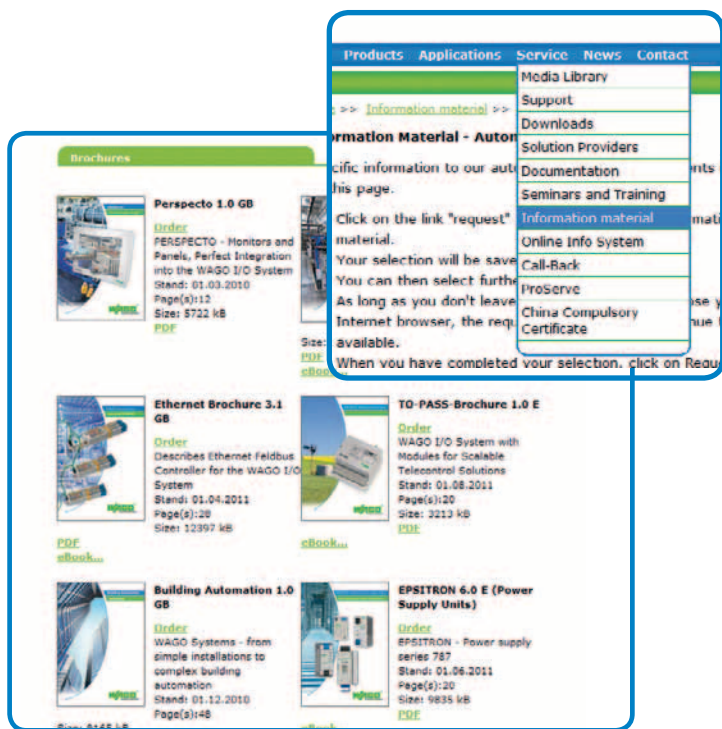 Products Applications Service News Contact
Media Library
Support
Downloads
Solution Providers
Documentation
Seminars and Training
Information material
Online Info System
Call-Back
ProServe
China Compulsory
Certificate
>> Information material >>
Information Material - Auto
cific information to our aut ents
his page.
Click on the link "request"
material.
Your selection will be save
You can then select furthe
As long as you don't leave
Internet browser, the requ
available.
When you have completed your selection, click on Requ
Brochures
Perspecto 1.0 GB
Order
PERSPECTO - Monitors and
Panels, Perfect Integration
into the WAGO I/O System
Stand: 01.03.2010
Page(s):12
Size: 5722 kB
PDF
Size:
PDF
eBook...
Ethernet Brochure 3.1
GB
Order
Describes Ethernet Feldbus
Controller for the WAGO I/O
System
Stand: 01.04.2011
Page(s):28
Size: 12397 kB
PDF
eBook...
TO-PASS-Brochure 1.0 E
Order
WAGO I/O System with
Modules for Scalable
Telecontrol Solutions
Stand: 01.08.2011
Page(s):20
Size: 3213 kB
PDF
eBook...
Building Automation 1.0
GB
Order
WAGO Systems - from
simple installations to
complex building
automation
Stand: 01.12.2010
Page(s):48
EPSITRON 6.0 E (Power
Supply Units)
Order
EPSITRON - Power supply
series 787
Stand: 01.06.2011
Page(s):20
Size: 9835 kB
PDF
WAGO